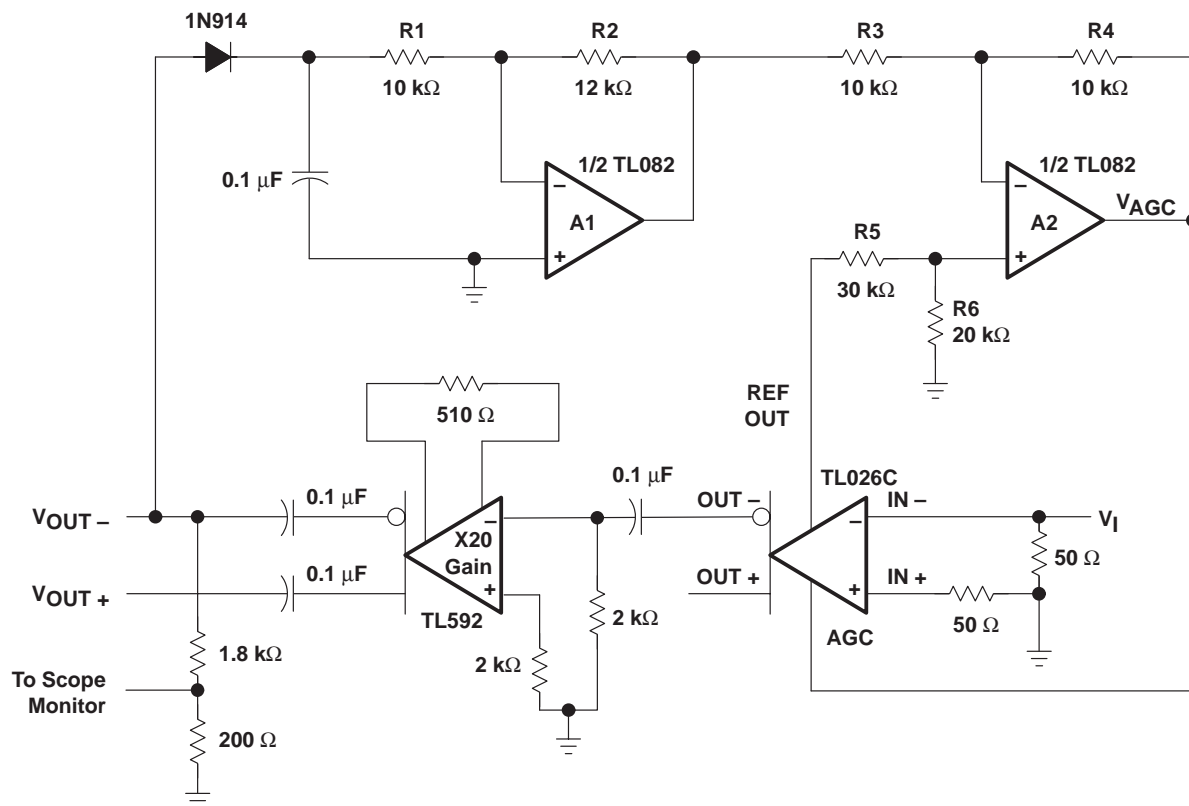 1N914
R1
10 kΩ
R2
12 kΩ
R3
10 kΩ
R4
10 kΩ
0.1 μF
1/2 TL082
−
A1
+
1/2 TL082
−
A2
+
VAGC
R5
30 kΩ
R6
20 kΩ
510 Ω
REF
OUT
0.1 μF
TL026C
VOUT −
0.1 μF
−
X20
Gain
+
OUT −
−
IN −
VI
50 Ω
VOUT +
0.1 μF
TL592
OUT +
+
IN +
50 Ω
AGC
2 kΩ
2 kΩ
1.8 kΩ
To Scope
Monitor
200 Ω